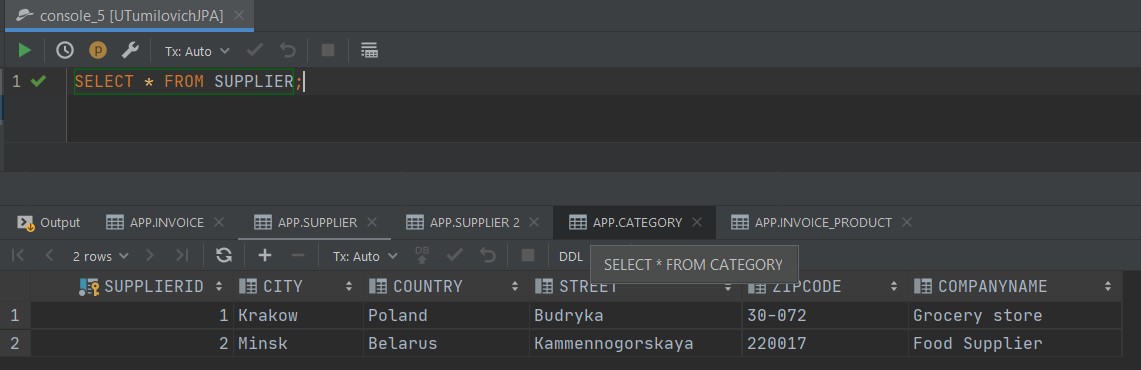 console_5 [UTumilovichJPA]
Tx: Auto
1 SELECT * FROM SUPPLIER;
Output APP.INVOICE APP.SUPPLIER APP.SUPPLIER 2 APP.CATEGORY APP.INVOICE_PRODUCT
2 rows Tx: Auto DB DDL
SELECT * FROM CATEGORY
SUPPLIERID CITY COUNTRY STREET ZIPCODE COMPANYNAME
1 1 Krakow Poland Budryka 30-072 Grocery store
2 2 Minsk Belarus Kammennogorskaya 220017 Food Supplier